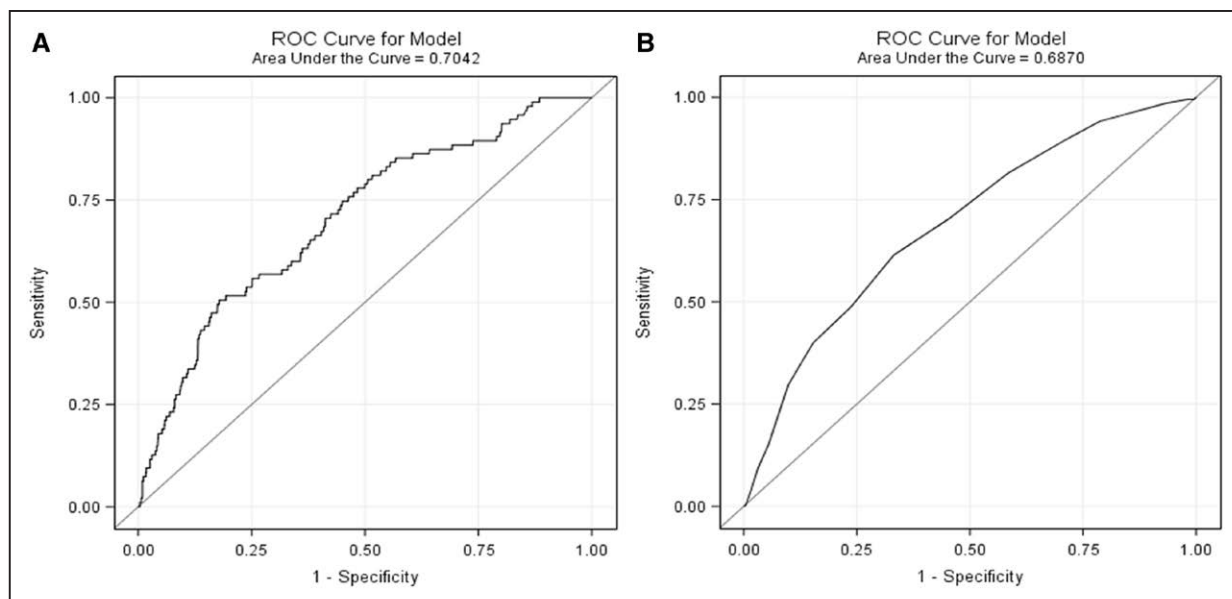 A
ROC Curve for Model
Area Under the Curve = 0.7042
1.00
0.75
0.50
0.25
0.00
Sensitivity
0.00 0.25 0.50 0.75 1.00
1 - Specificity
B
ROC Curve for Model
Area Under the Curve = 0.6870
1.00
0.75
0.50
0.25
0.00
Sensitivity
0.00 0.25 0.50 0.75 1.00
1 - Specificity